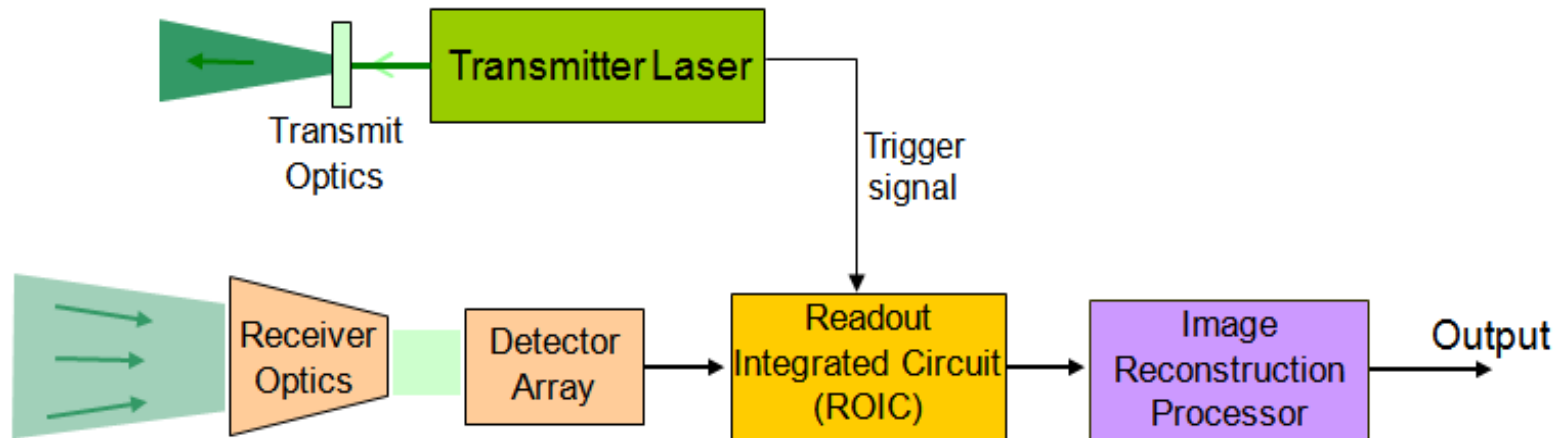 Transmitter Laser
Transmit
Optics
Trigger
signal
Receiver
Optics
Detector
Array
Readout
Integrated Circuit
(ROIC)
Image
Reconstruction
Processor
Output